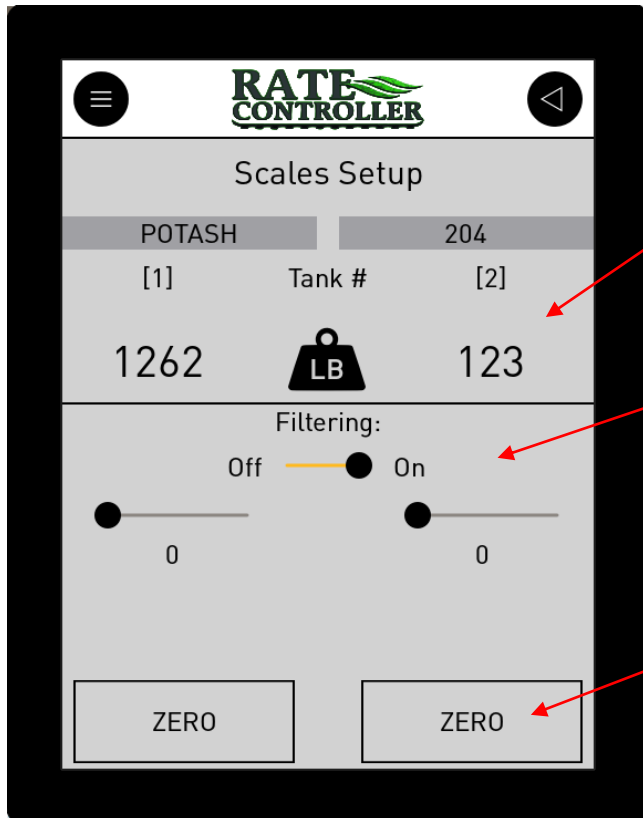 RATE
CONTROLLER
Scales Setup
POTASH 204
[1] Tank # [2]
1262 LB 123
Filtering:
Off On
0 0
ZERO ZERO